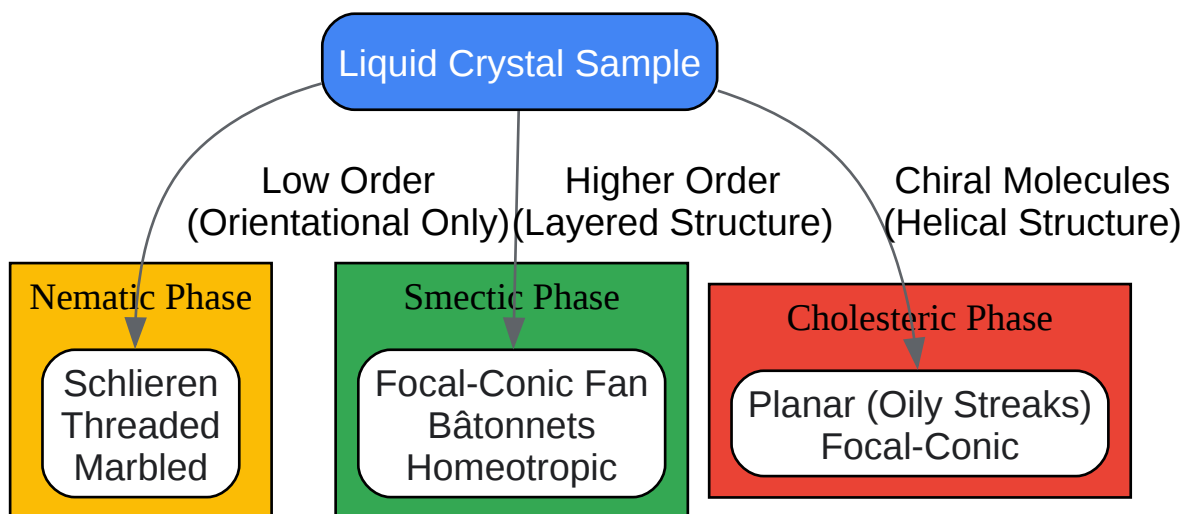 Liquid Crystal Sample
Low Order
(Orientational Only)
Higher Order
(Layered Structure)
Chiral Molecules
(Helical Structure)
Nematic Phase
Schlieren
Threaded
Marbled
Smectic Phase
Focal-Conic Fan
Bâtonnets
Homeotropic
Cholesteric Phase
Planar (Oily Streaks)
Focal-Conic